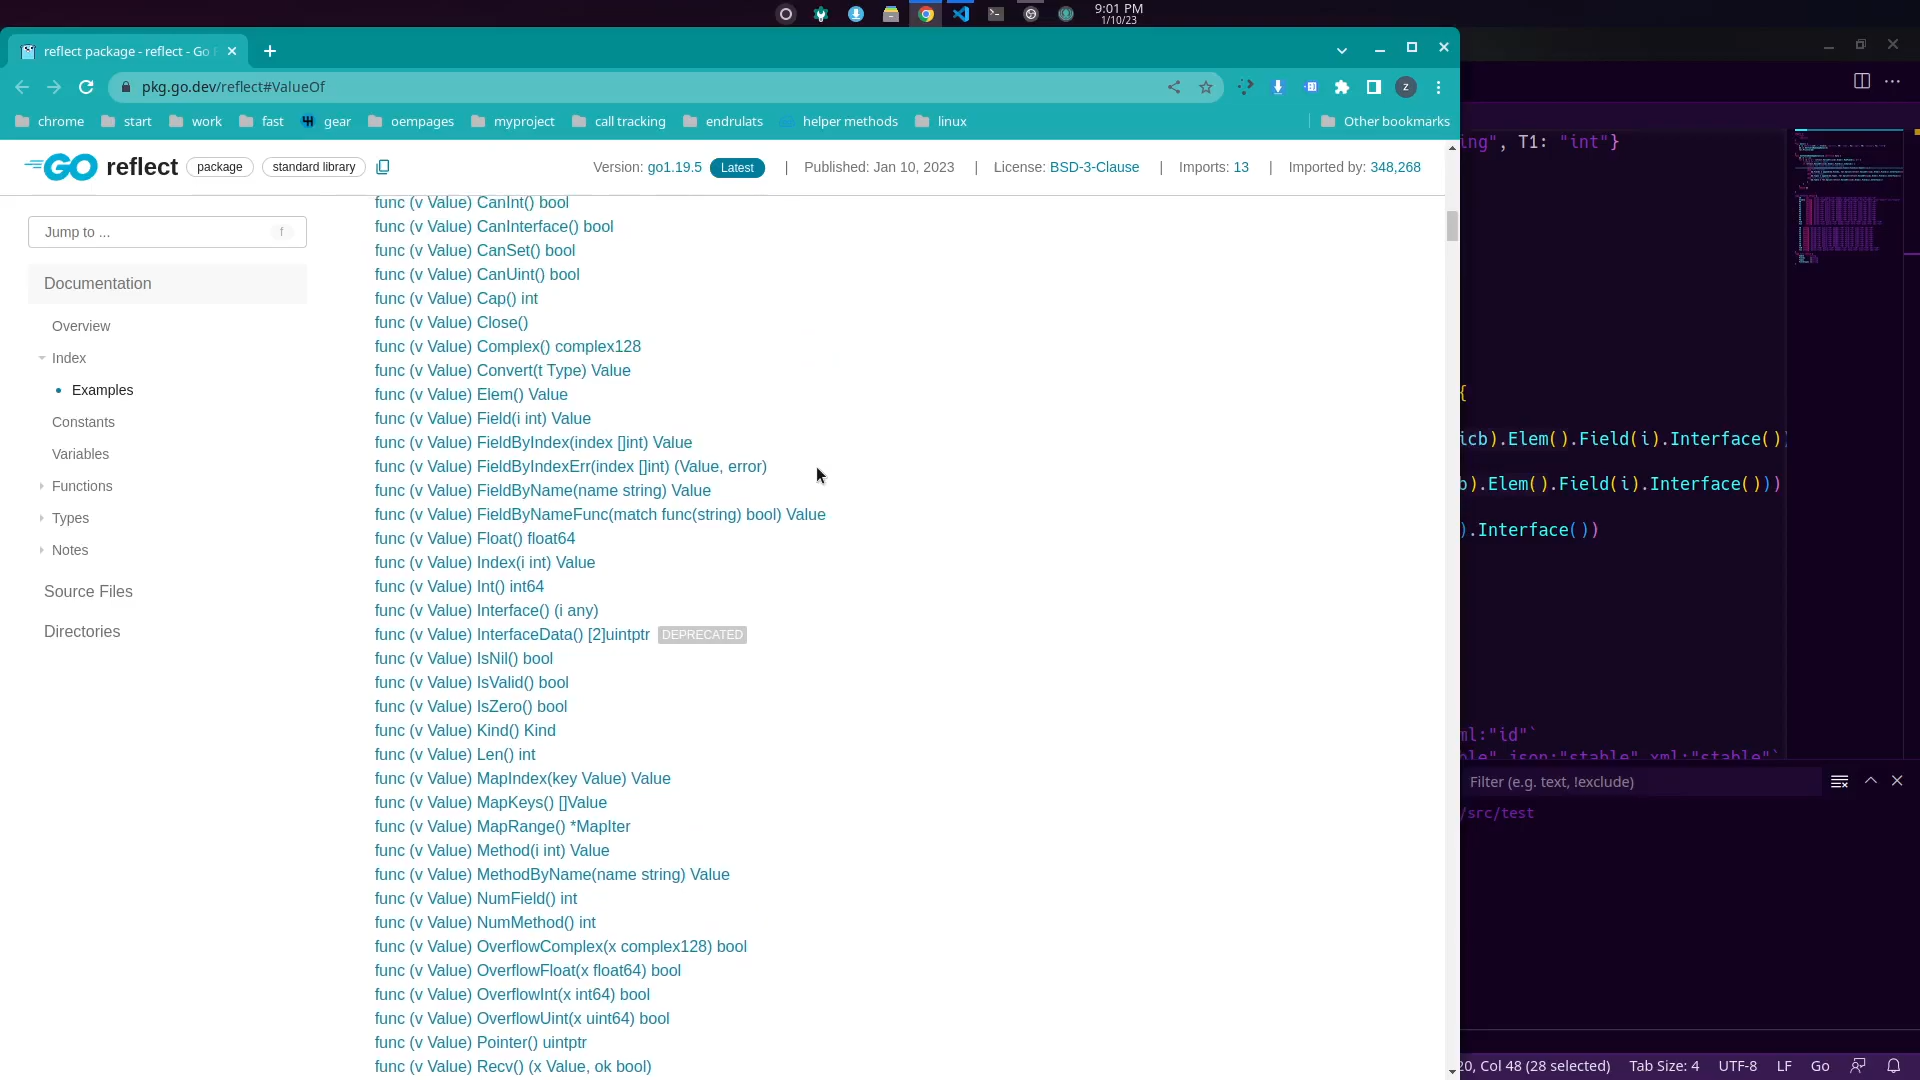 9:01 PM
1/10/23
reflect package - reflect - Go
pkg.go.dev/reflect#ValueOf
z
chrome start work fast gear oempages myproject call tracking endrulats helper methods linux Other bookmarks
GO reflect package standard library Version: go1.19.5 Latest | Published: Jan 10, 2023 | License: BSD-3-Clause | Imports: 13 | Imported by: 348,268
Jump to ... f
Documentation
Overview
Index
Examples
Constants
Variables
Functions
Types
Notes
Source Files
Directories
func (v Value) CanInt() bool
func (v Value) CanInterface() bool
func (v Value) CanSet() bool
func (v Value) CanUint() bool
func (v Value) Cap() int
func (v Value) Close()
func (v Value) Complex() complex128
func (v Value) Convert(t Type) Value
func (v Value) Elem() Value
func (v Value) Field(i int) Value
func (v Value) FieldByIndex(index []int) Value
func (v Value) FieldByIndexErr(index []int) (Value, error)
func (v Value) FieldByName(name string) Value
func (v Value) FieldByNameFunc(match func(string) bool) Value
func (v Value) Float() float64
func (v Value) Index(i int) Value
func (v Value) Int() int64
func (v Value) Interface() (i any)
func (v Value) InterfaceData() [2]uintptr DEPRECATED
func (v Value) IsNil() bool
func (v Value) IsValid() bool
func (v Value) IsZero() bool
func (v Value) Kind() Kind
func (v Value) Len() int
func (v Value) MapIndex(key Value) Value
func (v Value) MapKeys() []Value
func (v Value) MapRange() *MapIter
func (v Value) Method(i int) Value
func (v Value) MethodByName(name string) Value
func (v Value) NumField() int
func (v Value) NumMethod() int
func (v Value) OverflowComplex(x complex128) bool
func (v Value) OverflowFloat(x float64) bool
func (v Value) OverflowInt(x int64) bool
func (v Value) OverflowUint(x uint64) bool
func (v Value) Pointer() uintptr
func (v Value) Recv() (x Value, ok bool)
ing", T1: "int"}
{
icb).Elem().Field(i).Interface()
b).Elem().Field(i).Interface()))
).Interface())
ml:"id"`
ble" json:"stable" xml:"stable"`
Filter (e.g. text, !exclude)
/src/test
20, Col 48 (28 selected) Tab Size: 4 UTF-8 LF Go